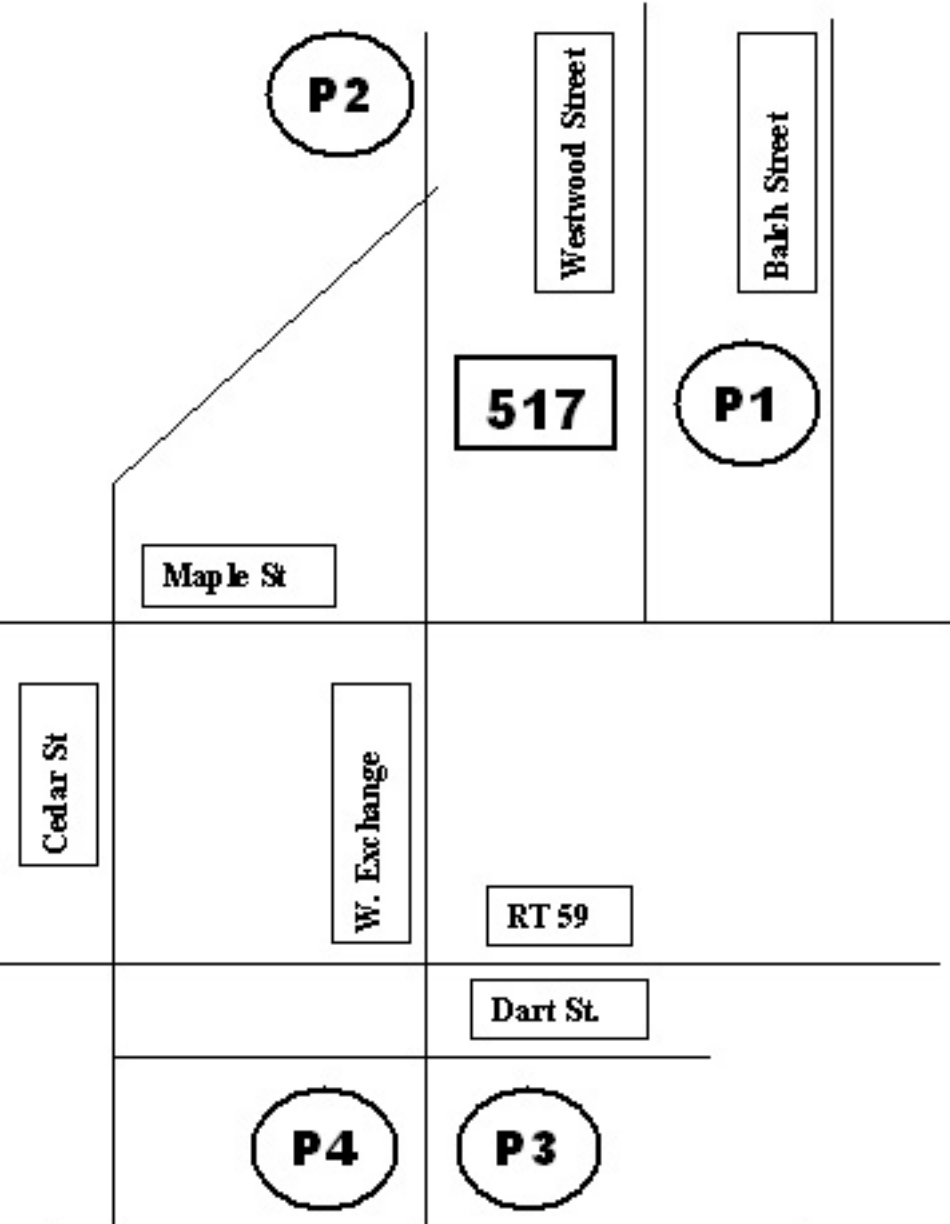 P2
Westwood Street
Balch Street
517
P1
Maple St
Cedar St
W. Exchange
RT 59
Dart St.
P4
P3